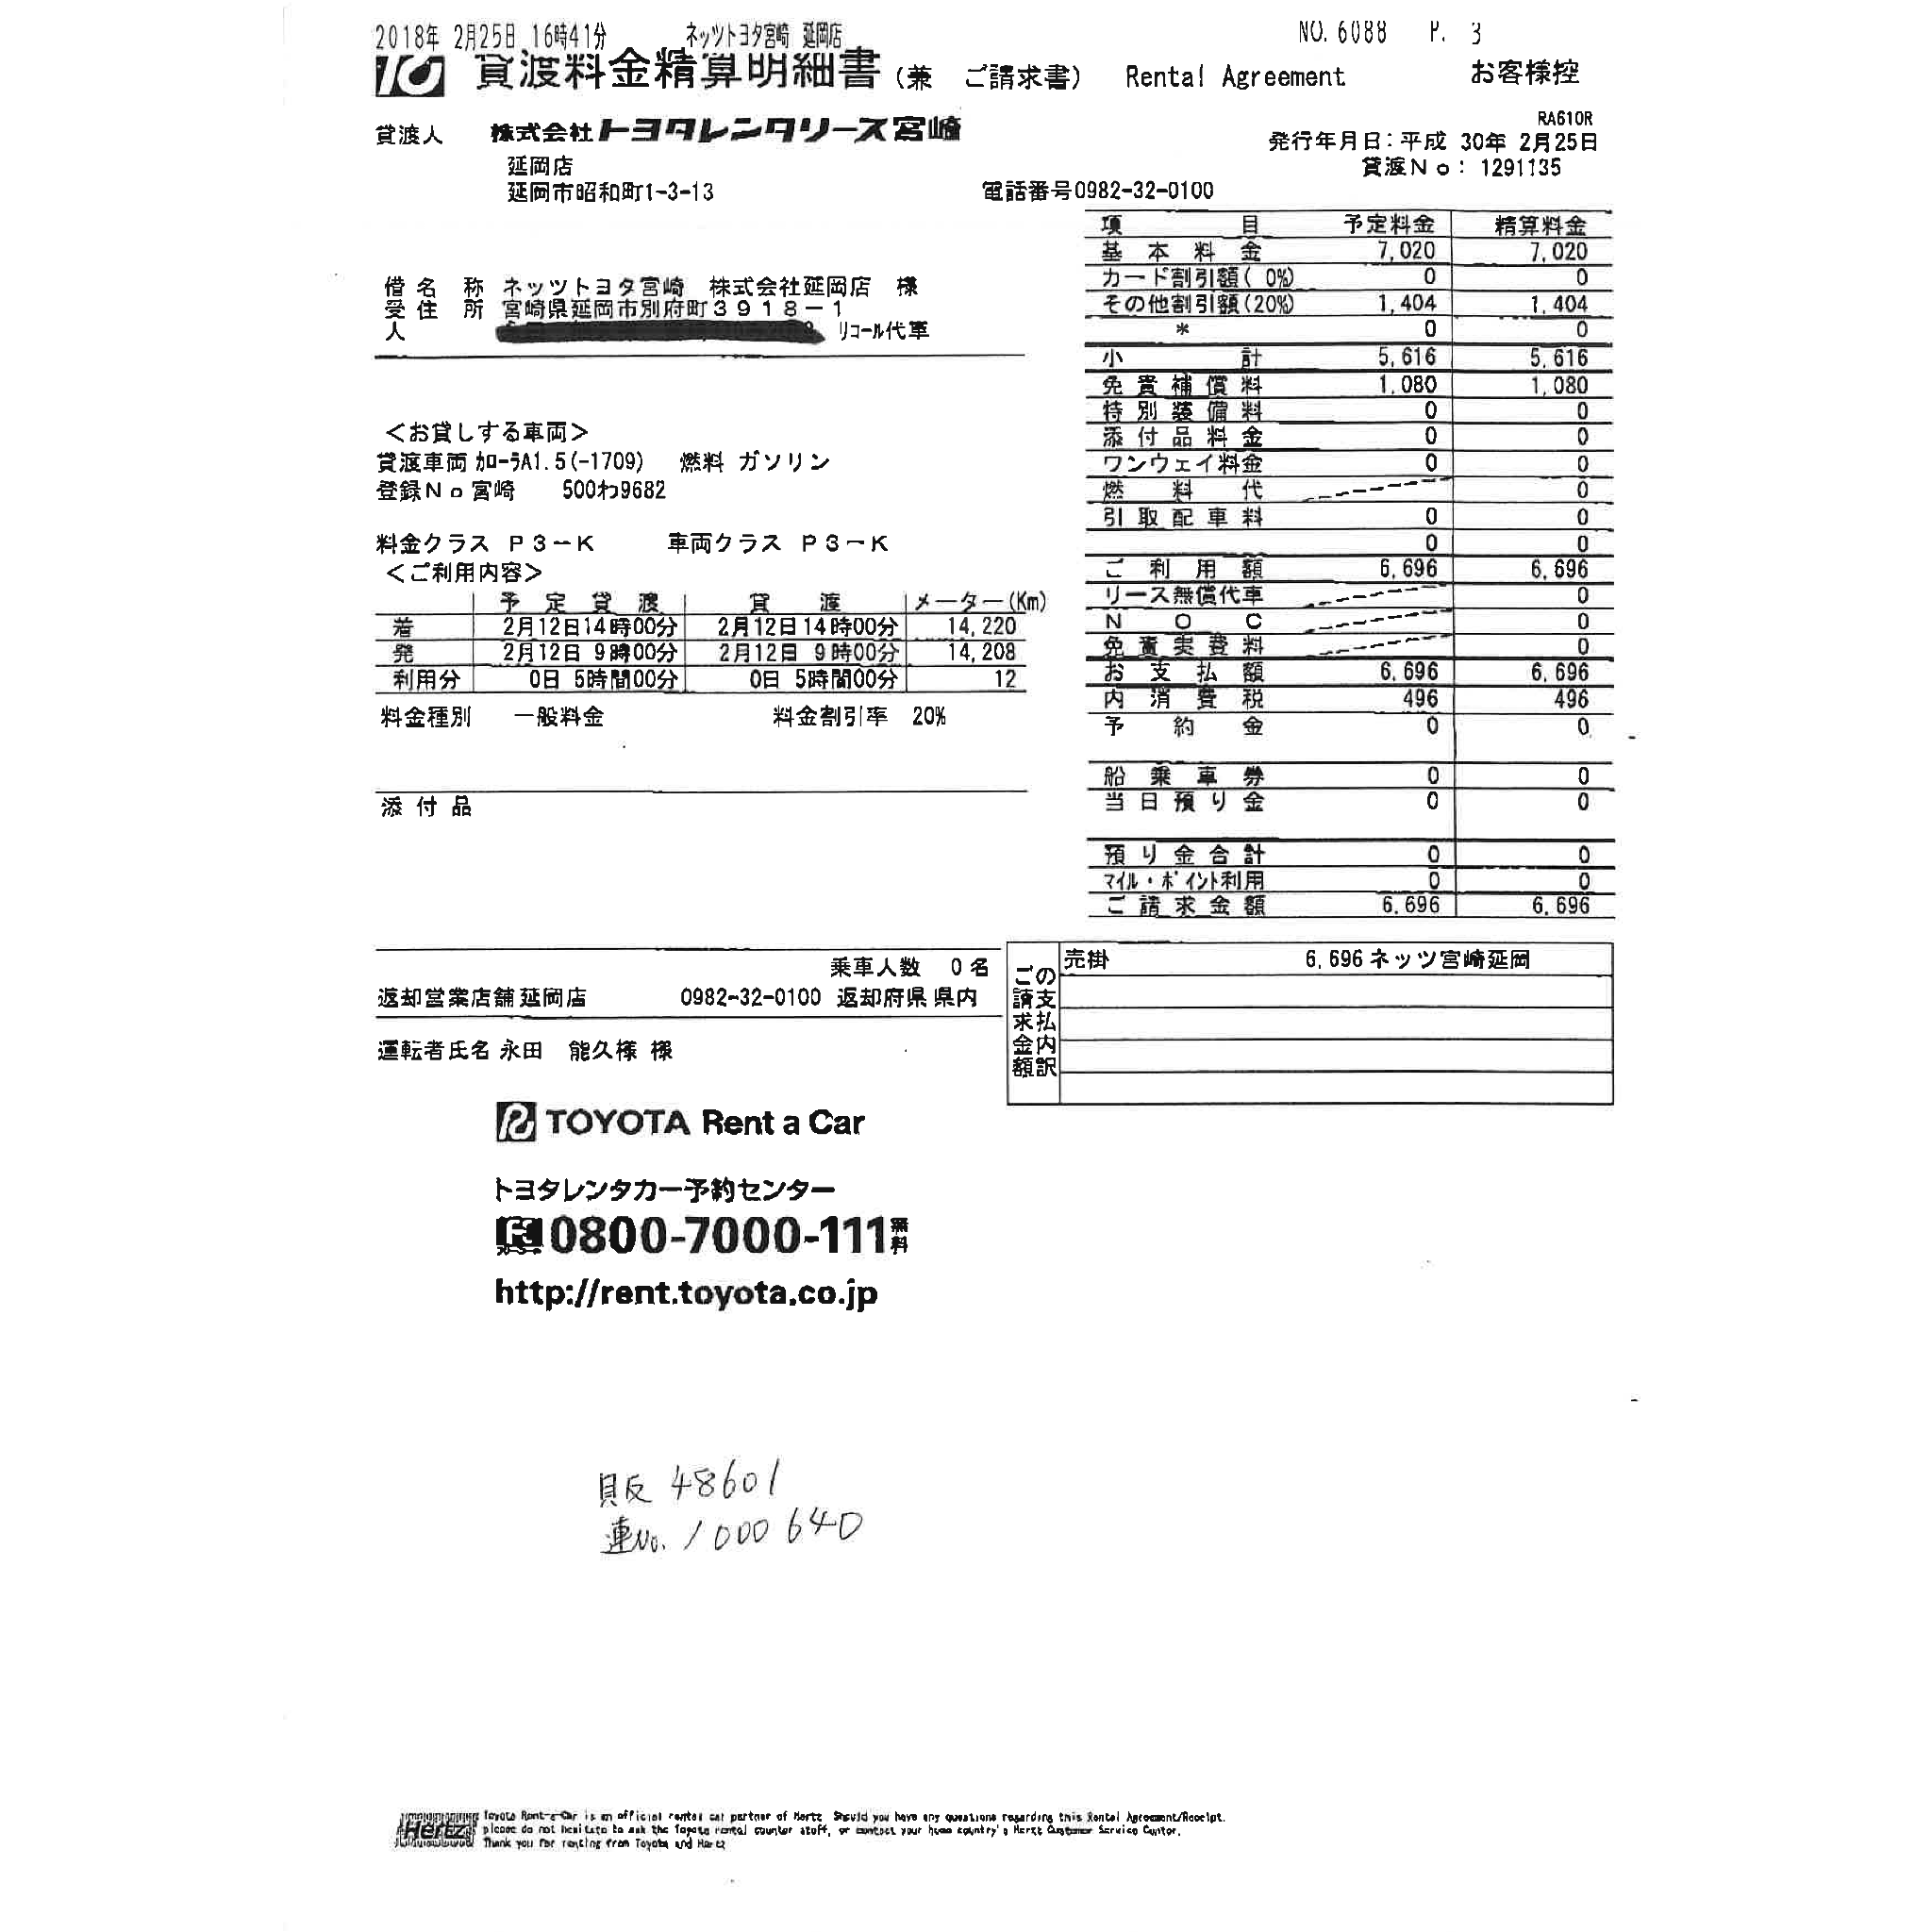 2018年 2月25日 16時41分 ネッツトヨタ宮崎 延岡店 NO. 6088 P. 3
貸渡料金精算明細書 (兼 ご請求書) Rental Agreement お客様控
RA610R
貸渡人 株式会社トヨタレンタリース宮崎
発行年月日：平成 30年 2月25日
延岡店
貸渡Ｎｏ： 1291135
延岡市昭和町1-3-13 電話番号0982-32-0100
項目 予定料金 精算料金
基本料金 7,020 7,020
カード割引額( 0%) 0 0
その他割引額(20%) 1,404 1,404
* 0 0
小計 5,616 5,616
免責補償料 1,080 1,080
特別装備料 0 0
添付品料金 0 0
ワンウェイ料金 0 0
燃料代 0
引取配車料 0 0
0 0
ご利用額 6,696 6,696
リース無償代車 0
ＮＯＣ 0
免責実費料 0
お支払額 6,696 6,696
内消費税 496 496
予約金 0 0
船乗車券 0 0
当日預り金 0 0
預り金合計 0 0
ﾏｲﾙ・ﾎﾟｲﾝﾄ利用 0 0
ご請求金額 6,696 6,696
借受人
名称 ネッツトヨタ宮崎 株式会社延岡店 様
住所 宮崎県延岡市別府町３９１８－１
ﾘｺｰﾙ代車
＜お貸しする車両＞
貸渡車両 ｶﾛｰﾗA1.5(-1709) 燃料 ガソリン
登録Ｎｏ 宮崎 500わ9682
料金クラス Ｐ３－Ｋ 車両クラス Ｐ３－Ｋ
＜ご利用内容＞
予定貸渡 貸渡 メーター(Km)
着 2月12日14時00分 2月12日14時00分 14,220
発 2月12日 9時00分 2月12日 9時00分 14,208
利用分 0日 5時間00分 0日 5時間00分 12
料金種別 一般料金 料金割引率 20%
添付品
乗車人数 0名
返却営業店舗 延岡店 0982-32-0100 返却府県 県内
運転者氏名 永田 能久様 様
ご請求金額
の支払内訳
売掛 6,696 ネッツ宮崎延岡
TOYOTA Rent a Car
トヨタレンタカー予約センター
0800-7000-111 無料
http://rent.toyota.co.jp
販 48601
連No. 1000640
Hertz
Toyota Rent-a-Car is an official rental car partner of Hertz Should you have any questions regarding this Rental Agreement/Receipt.
please do not hesitate to ask the Toyota rental counter staff, or contact your home country's Hertz Customer Service Center.
Thank you for renting from Toyota and Hertz